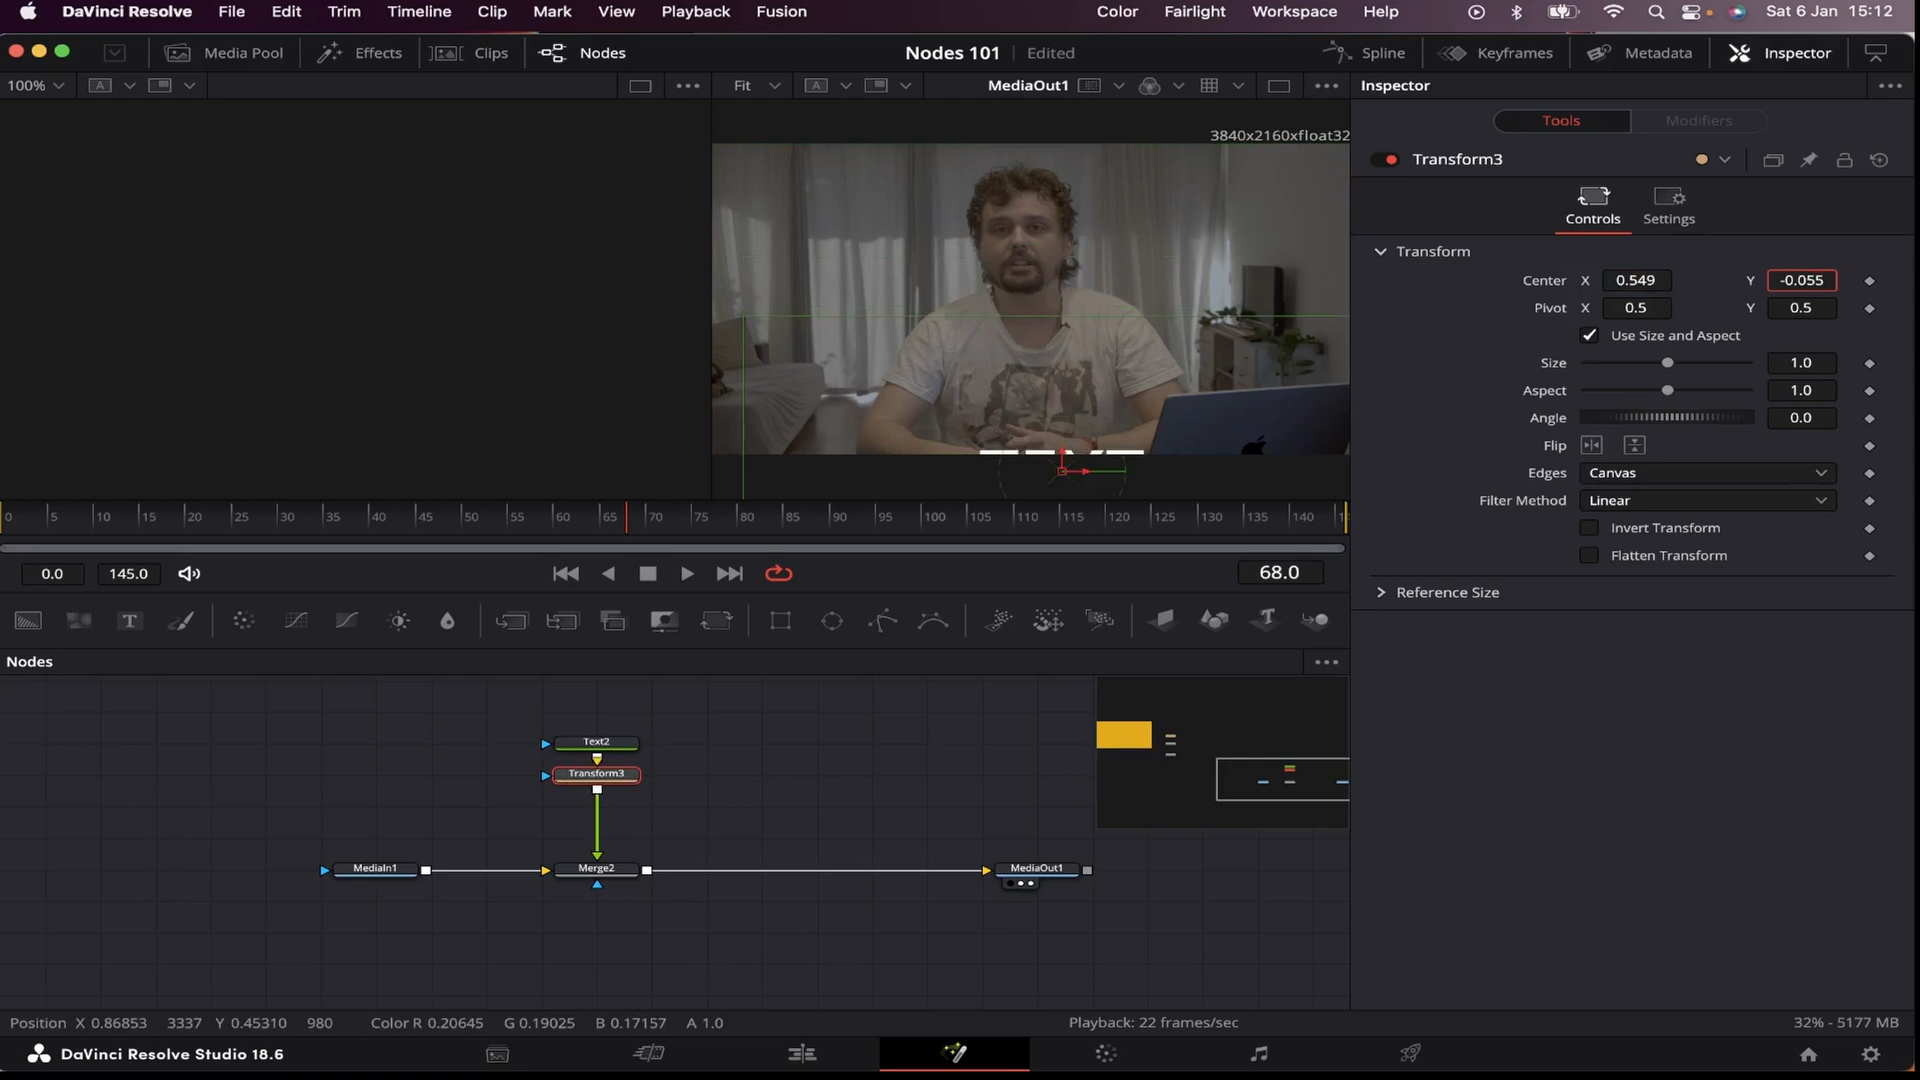 DaVinci Resolve File Edit Trim Timeline Clip Mark View Playback Fusion Color Fairlight Workspace Help Sat 6 Jan 15:12
Media Pool Effects Clips Nodes Nodes 101 Edited Spline Keyframes Metadata Inspector
100% A Fit A MediaOut1 Inspector
3840x2160xfloat32
Tools Modifiers
Transform3
Controls Settings
Transform
Center X 0.549 Y -0.055
Pivot X 0.5 Y 0.5
Use Size and Aspect
Size 1.0
Aspect 1.0
Angle 0.0
Flip
Edges Canvas
Filter Method Linear
Invert Transform
Flatten Transform
Reference Size
0 5 10 15 20 25 30 35 40 45 50 55 60 65 70 75 80 85 90 95 100 105 110 115 120 125 130 135 140
0.0 145.0 68.0
T T
Nodes
Text2
Transform3
MediaIn1 Merge2 MediaOut1
Position X 0.86853 3337 Y 0.45310 980 Color R 0.20645 G 0.19025 B 0.17157 A 1.0 Playback: 22 frames/sec 32% - 5177 MB
DaVinci Resolve Studio 18.6